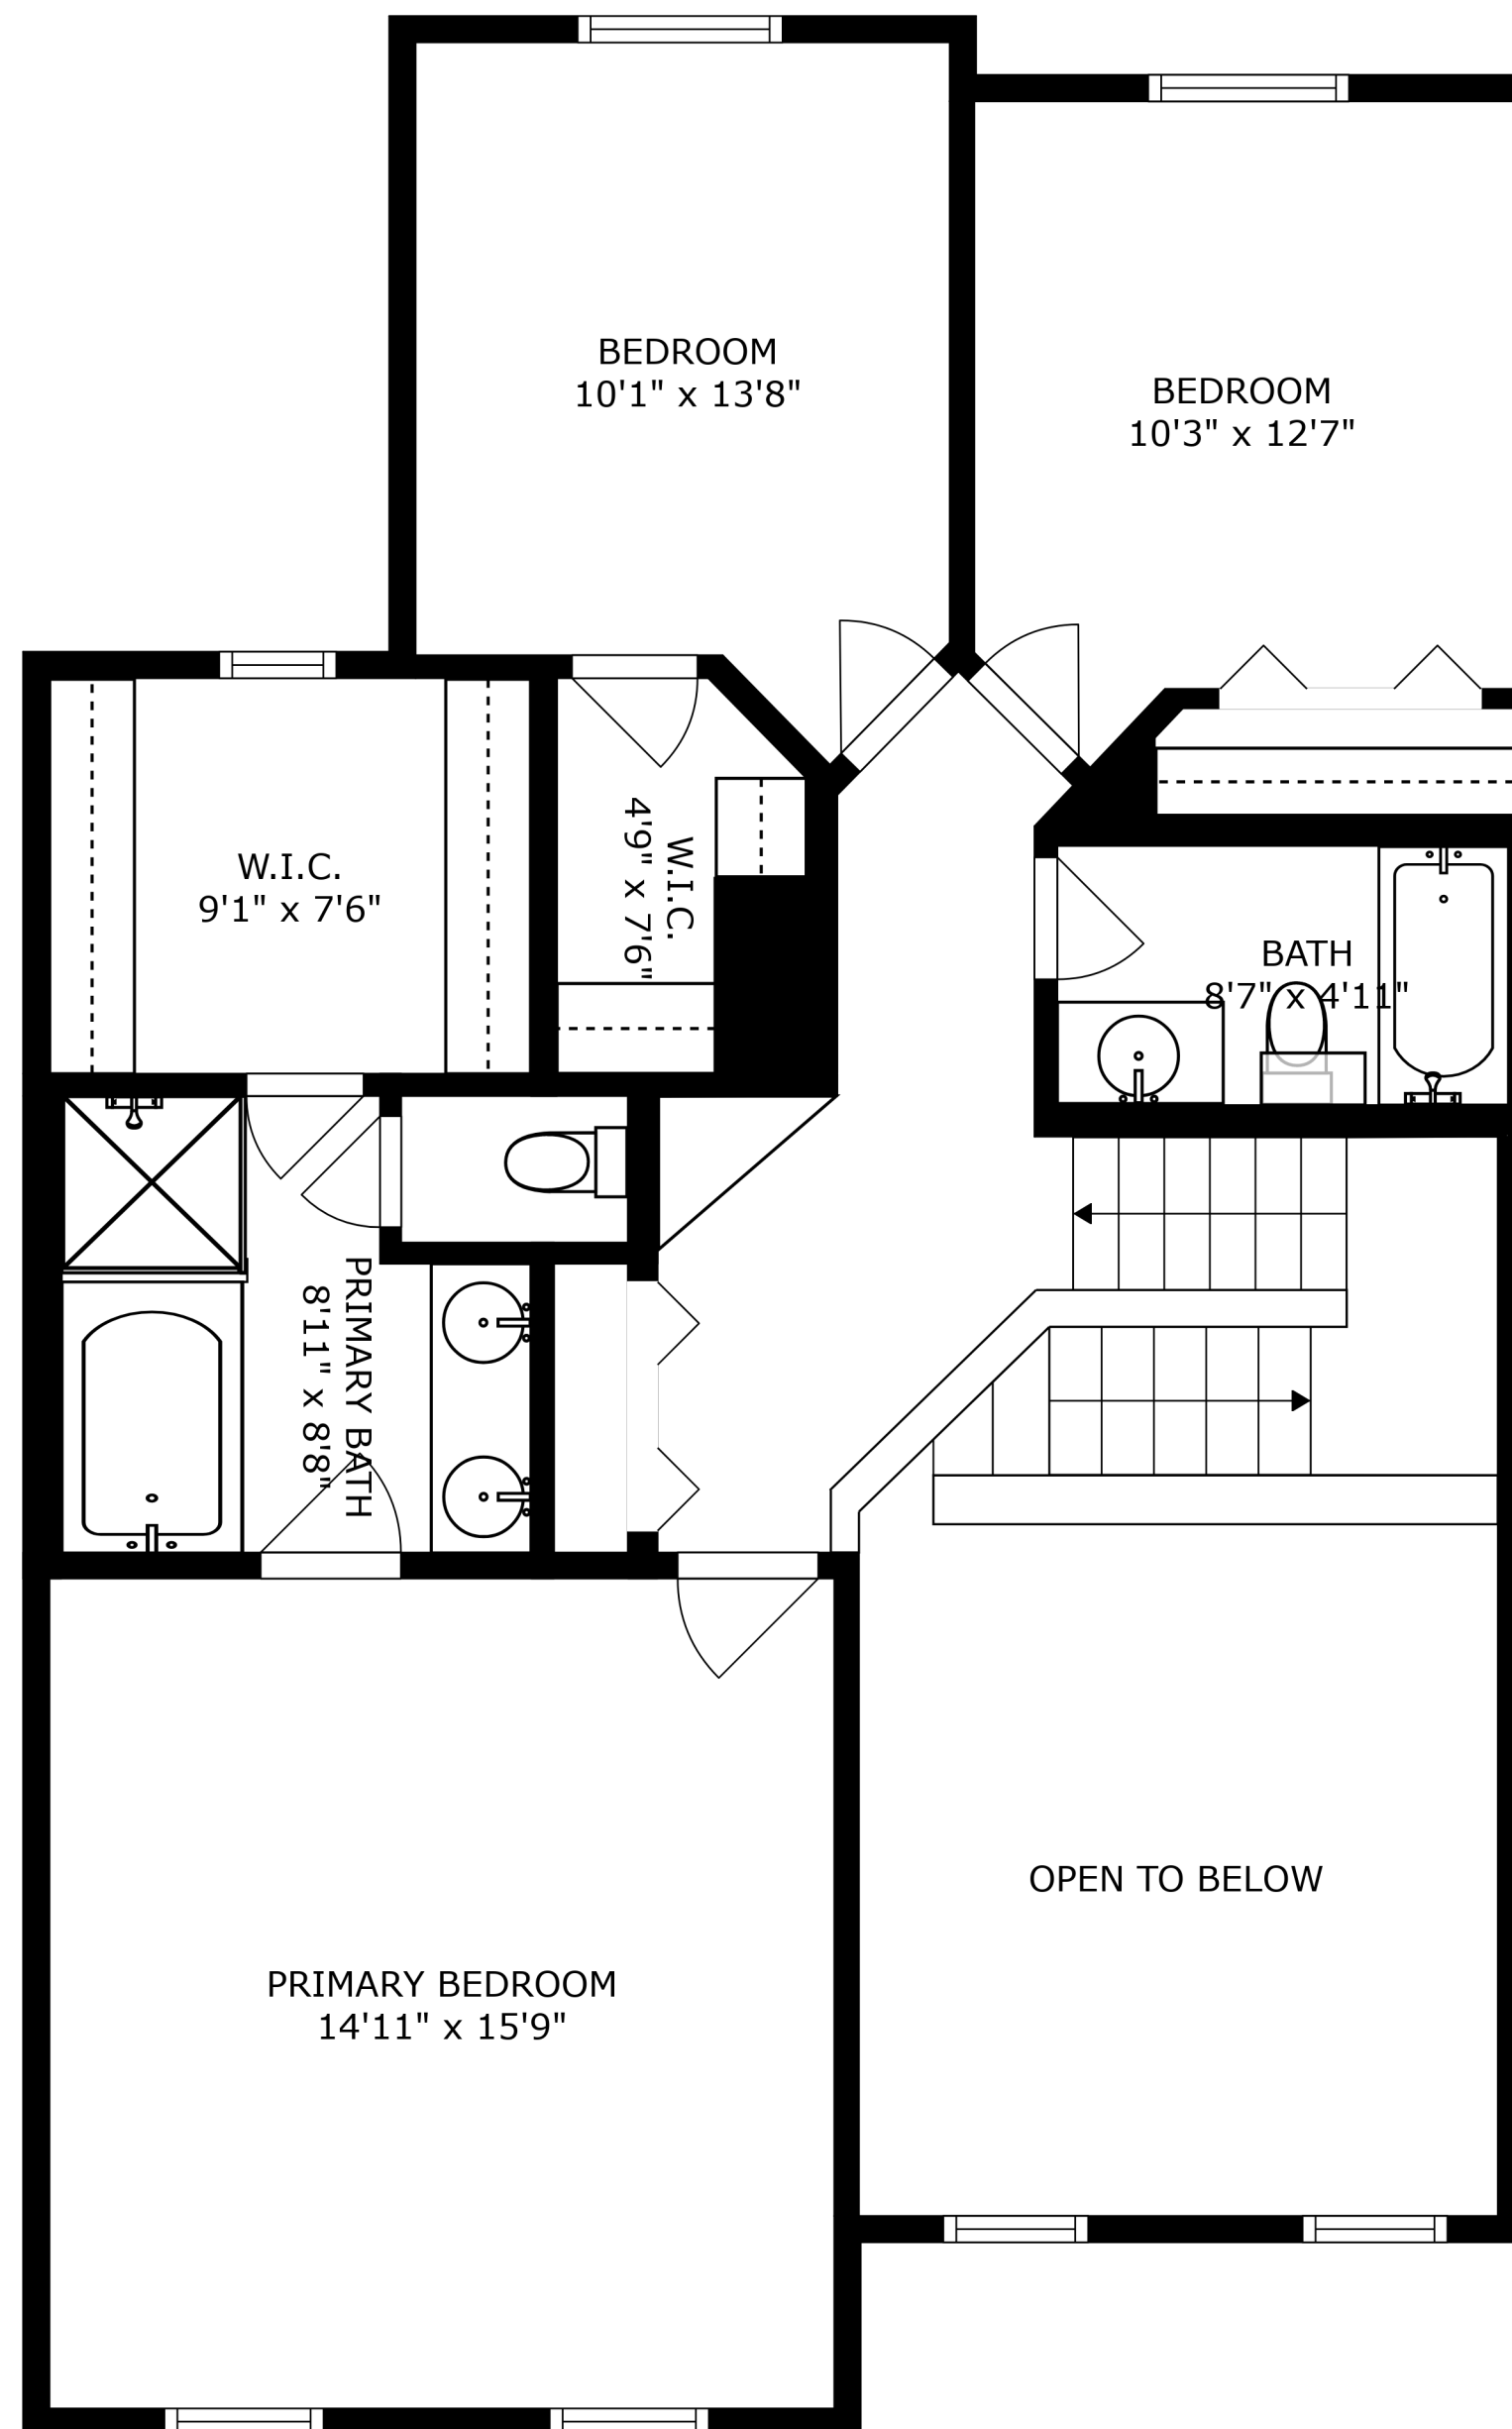 BEDROOM
10'1" x 13'8"
BEDROOM
10'3" x 12'7"
W.I.C.
9'1" x 7'6"
W.I.C.
4'9" x 7'6"
BATH
8'7" x 4'11"
PRIMARY BATH
8'11" x 8'8"
OPEN TO BELOW
PRIMARY BEDROOM
14'11" x 15'9"